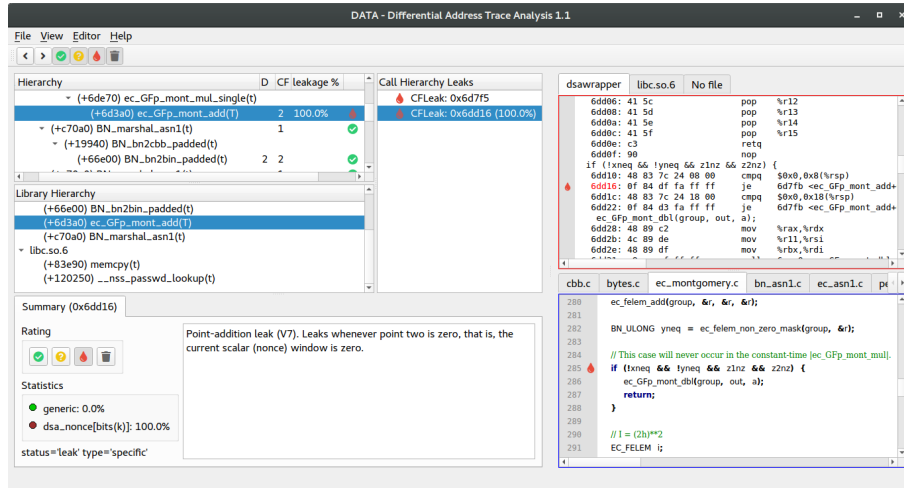 DATA - Differential Address Trace Analysis 1.1
File View Editor Help
Hierarchy D CF leakage %
(+6de70) ec_GFp_mont_mul_single(t)
(+6d3a0) ec_GFp_mont_add(T) 2 100.0%
(+c70a0) BN_marshal_asn1(t) 1
(+19940) BN_bn2cbb_padded(t)
(+66e00) BN_bn2bin_padded(t) 2 2
Call Hierarchy Leaks
CFLeak: 0x6d7f5
CFLeak: 0x6dd16 (100.0%)
Library Hierarchy
(+66e00) BN_bn2bin_padded(t)
(+6d3a0) ec_GFp_mont_add(T)
(+c70a0) BN_marshal_asn1(t)
libc.so.6
(+83e90) memcpy(t)
(+120250) __nss_passwd_lookup(t)
Summary (0x6dd16)
Rating
Statistics
generic: 0.0%
dsa_nonce[bits(k)]: 100.0%
status='leak' type='specific'
Point-addition leak (V7). Leaks whenever point two is zero, that is, the
current scalar (nonce) window is zero.
dsawrapper libc.so.6 No file
6dd06: 41 5c pop %r12
6dd08: 41 5d pop %r13
6dd0a: 41 5e pop %r14
6dd0c: 41 5f pop %r15
6dd0e: c3 retq
6dd0f: 90 nop
if (!xneq && !yneq && z1nz && z2nz) {
6dd10: 48 83 7c 24 08 00 cmpq $0x0,0x8(%rsp)
6dd16: 0f 84 df fa ff ff je 6d7fb <ec_GFp_mont_add+
6dd1c: 48 83 7c 24 18 00 cmpq $0x0,0x18(%rsp)
6dd22: 0f 84 d3 fa ff ff je 6d7fb <ec_GFp_mont_add+
ec_GFp_mont_dbl(group, out, a);
6dd28: 48 89 c2 mov %rax,%rdx
6dd2b: 4c 89 de mov %r11,%rsi
6dd2e: 48 89 df mov %rbx,%rdi
cbb.c bytes.c ec_montgomery.c bn_asn1.c ec_asn1.c
280 ec_felem_add(group, &r, &r, &r);
281
282 BN_ULONG yneq = ec_felem_non_zero_mask(group, &r);
283
284 // This case will never occur in the constant-time |ec_GFp_mont_mul|.
285 if (!xneq && !yneq && z1nz && z2nz) {
286 ec_GFp_mont_dbl(group, out, a);
287 return;
288 }
289
290 // I = (2h)**2
291 EC_FELEM i;